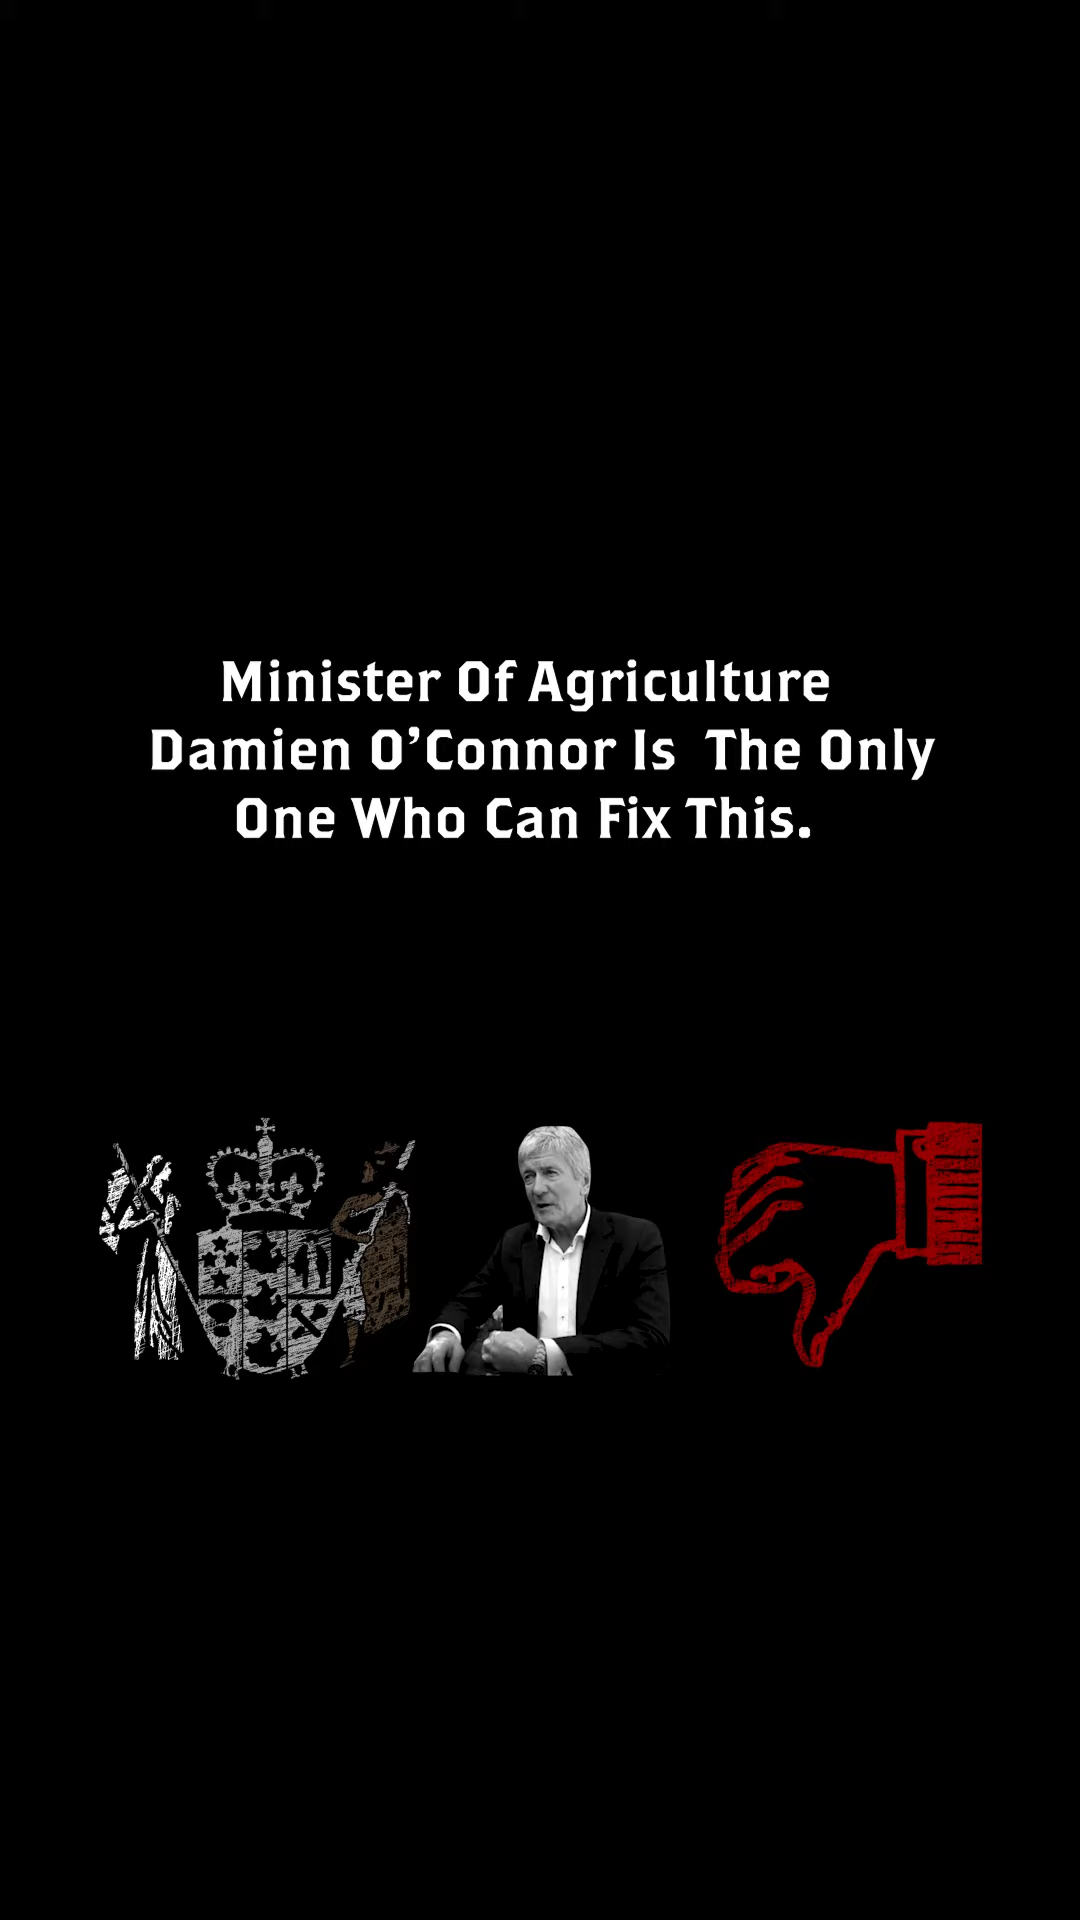 Minister Of Agriculture
Damien O’Connor Is  The Only
One Who Can Fix This.